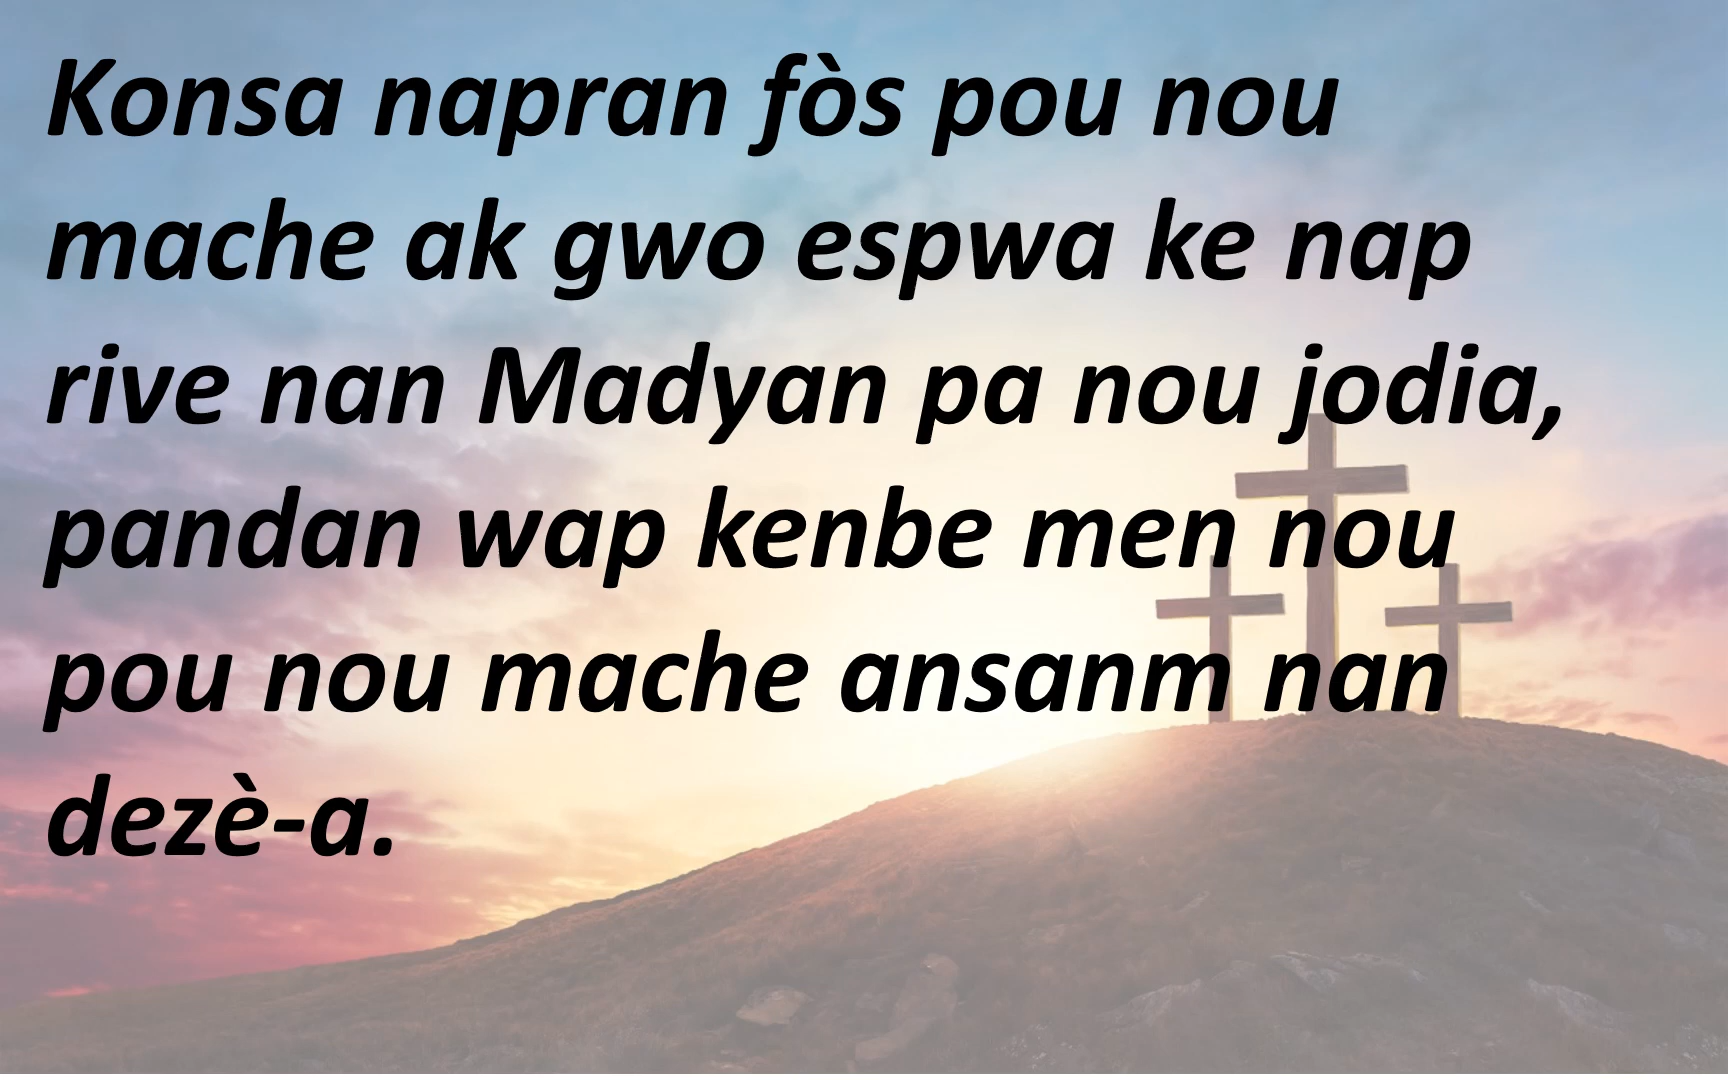 Konsa napran fòs pou nou
mache ak gwo espwa ke nap
rive nan Madyan pa nou jodia,
pandan wap kenbe men nou
pou nou mache ansanm nan
dezè-a.